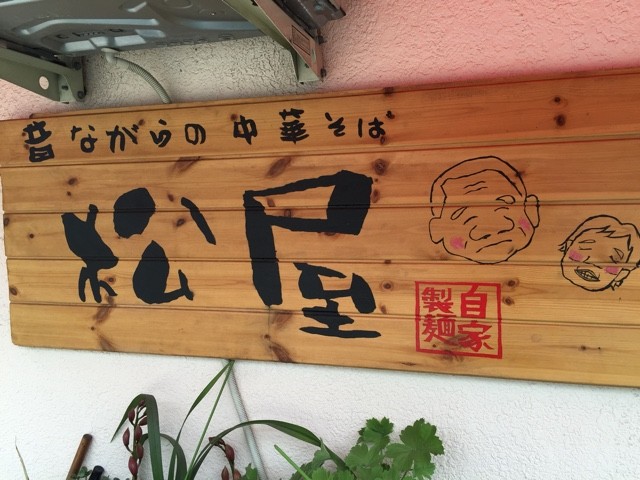 昔ながらの中華そば
松屋
自家
製麺